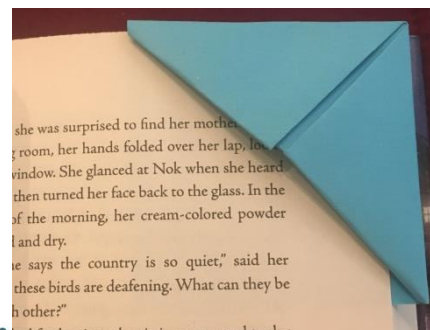 she was surprised to find her mothe
room, her hands folded over her lap, lo
window. She glanced at Nok when she heard
then turned her face back to the glass. In the
of the morning, her cream-colored powder
and dry.
e says the country is so quiet," said her
these birds are deafening. What can they be
h other?"